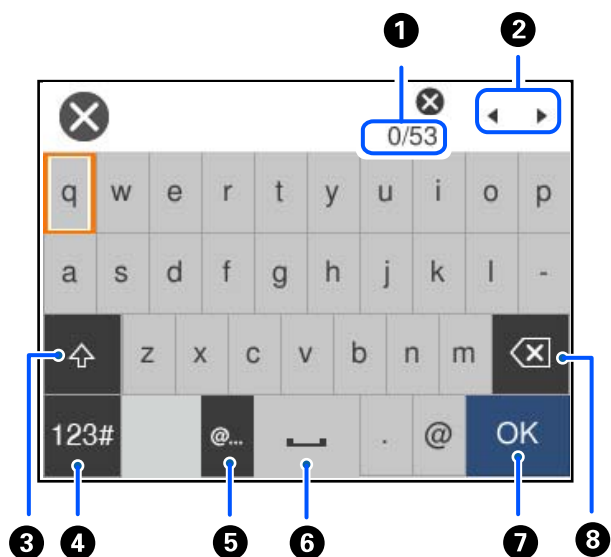 1 2
0/53
q w e r t y u i o p
a s d f g h j k l -
z x c v b n m
123# @... . @ OK
3 4 5 6 7 8